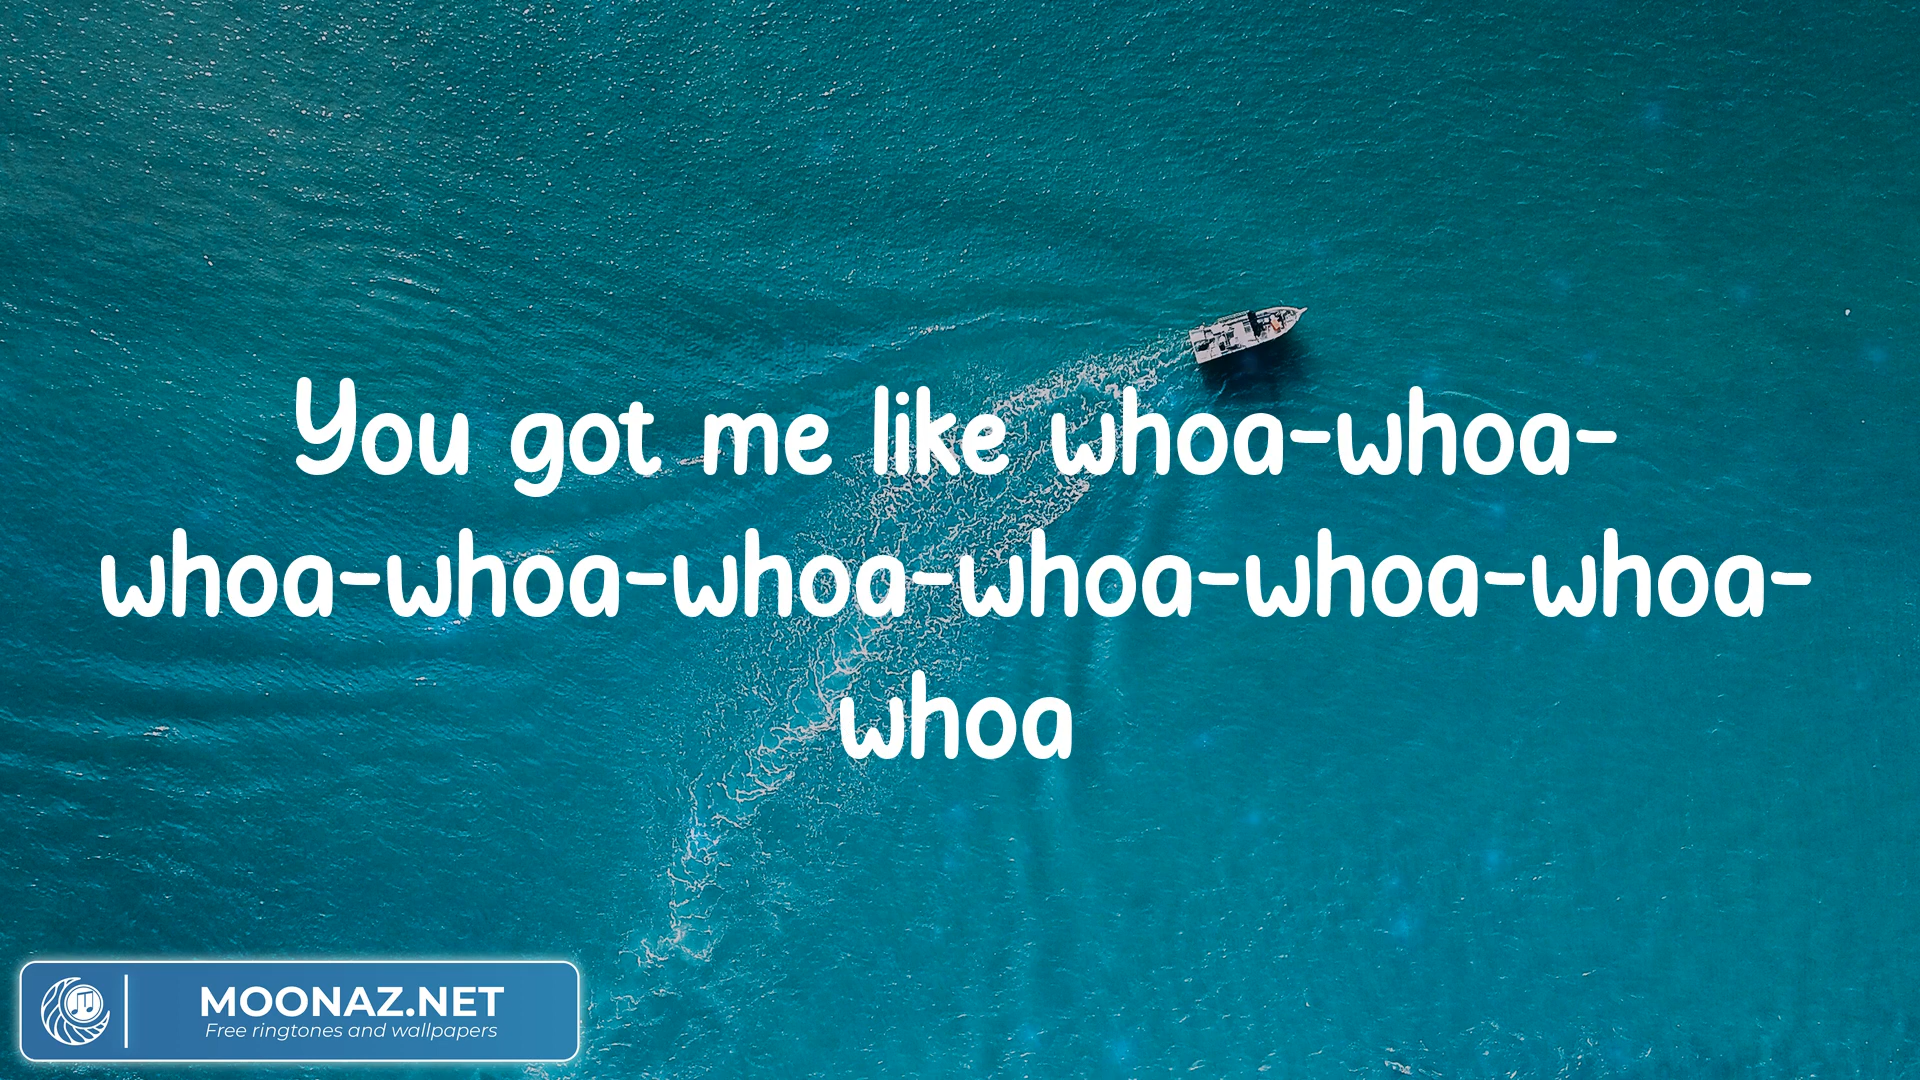 You got me like whoa-whoa-
whoa-whoa-whoa-whoa-whoa-whoa-
whoa
MOONAZ.NET
Free ringtones and wallpapers